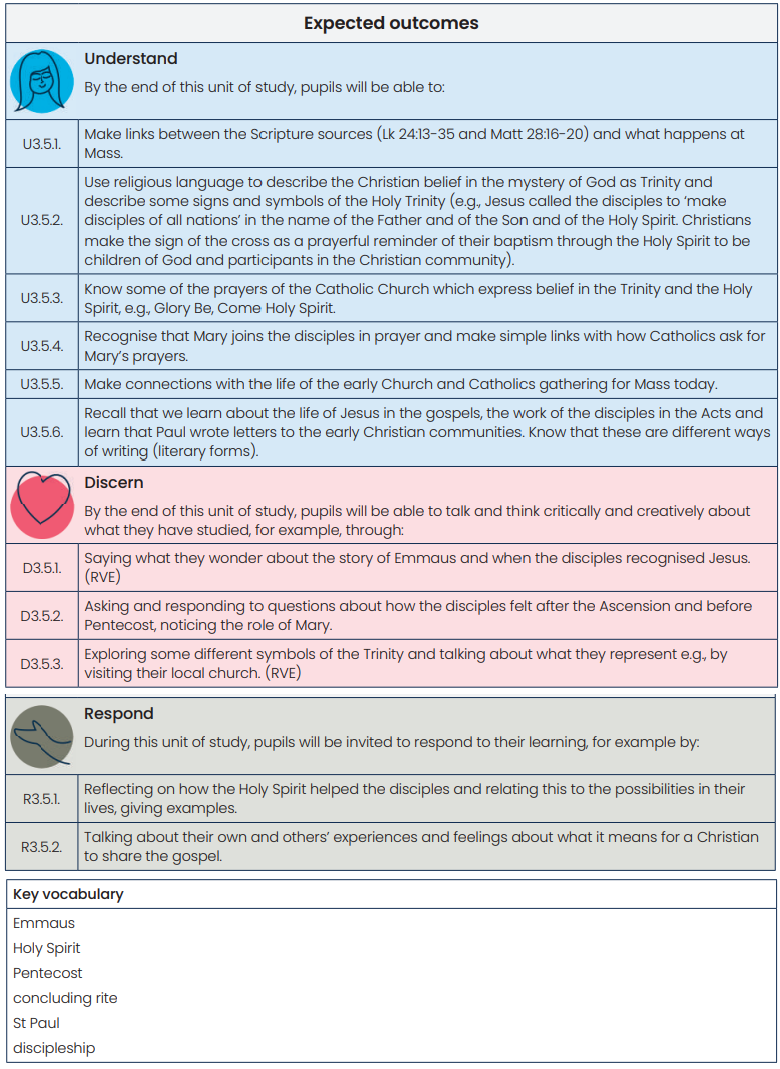 Expected outcomes
Understand
By the end of this unit of study, pupils will be able to:
U3.5.1.
Make links between the Scripture sources (Lk 24:13-35 and Matt 28:16-20) and what happens at
Mass.
U3.5.2.
Use religious language to describe the Christian belief in the mystery of God as Trinity and
describe some signs and symbols of the Holy Trinity (e.g., Jesus called the disciples to ‘make
disciples of all nations’ in the name of the Father and of the Son and of the Holy Spirit. Christians
make the sign of the cross as a prayerful reminder of their baptism through the Holy Spirit to be
children of God and participants in the Christian community).
U3.5.3.
Know some of the prayers of the Catholic Church which express belief in the Trinity and the Holy
Spirit, e.g., Glory Be, Come Holy Spirit.
U3.5.4.
Recognise that Mary joins the disciples in prayer and make simple links with how Catholics ask for
Mary’s prayers.
U3.5.5.
Make connections with the life of the early Church and Catholics gathering for Mass today.
U3.5.6.
Recall that we learn about the life of Jesus in the gospels, the work of the disciples in the Acts and
learn that Paul wrote letters to the early Christian communities. Know that these are different ways
of writing (literary forms).
Discern
By the end of this unit of study, pupils will be able to talk and think critically and creatively about
what they have studied, for example, through:
D3.5.1.
Saying what they wonder about the story of Emmaus and when the disciples recognised Jesus.
(RVE)
D3.5.2.
Asking and responding to questions about how the disciples felt after the Ascension and before
Pentecost, noticing the role of Mary.
D3.5.3.
Exploring some different symbols of the Trinity and talking about what they represent e.g., by
visiting their local church. (RVE)
Respond
During this unit of study, pupils will be invited to respond to their learning, for example by:
R3.5.1.
Reflecting on how the Holy Spirit helped the disciples and relating this to the possibilities in their
lives, giving examples.
R3.5.2.
Talking about their own and others’ experiences and feelings about what it means for a Christian
to share the gospel.
Key vocabulary
Emmaus
Holy Spirit
Pentecost
concluding rite
St Paul
discipleship